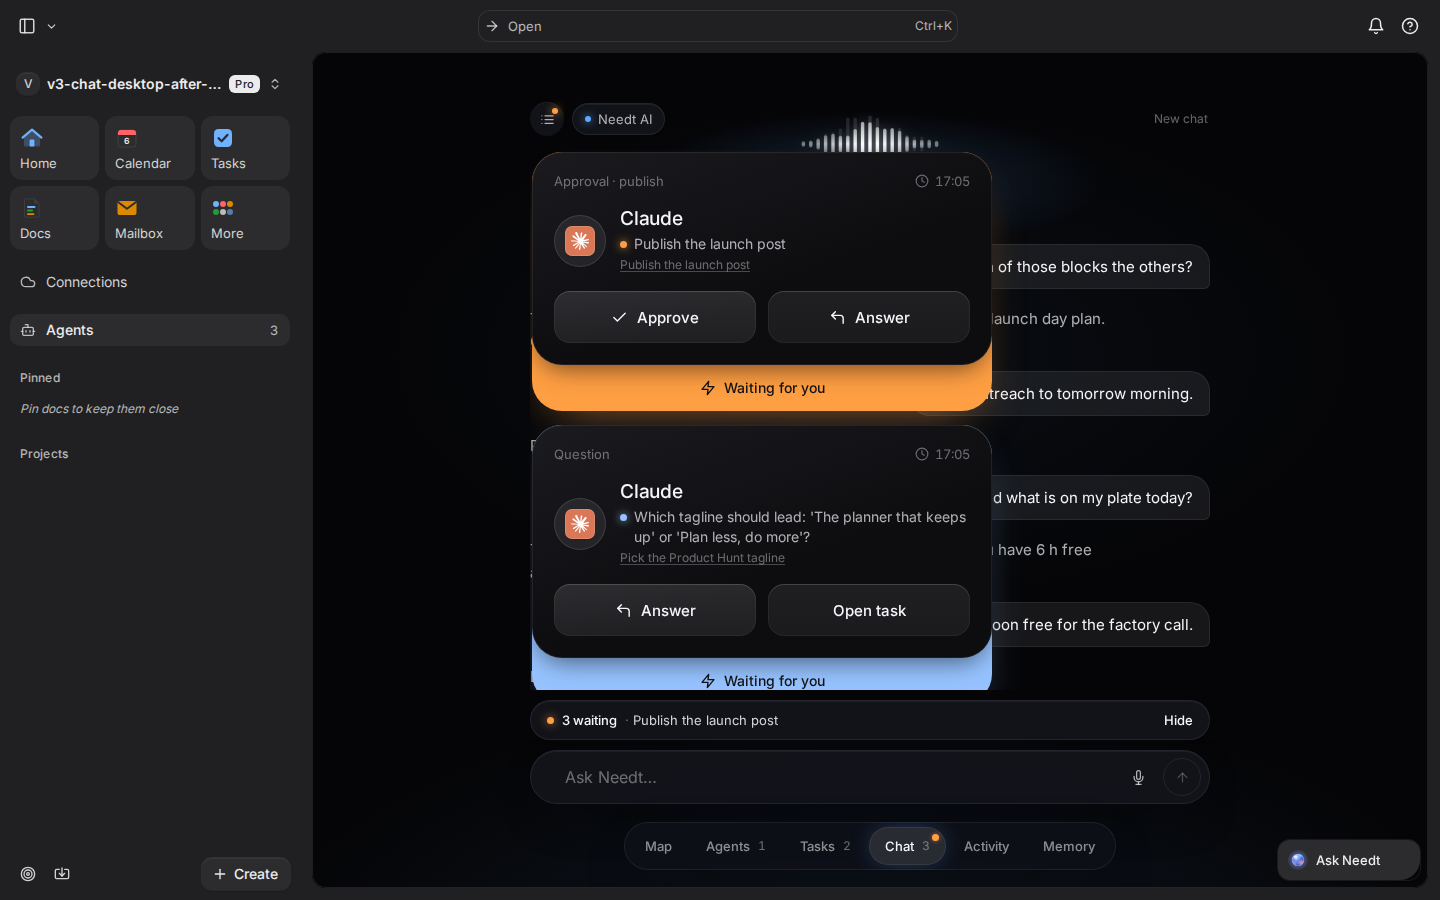 Open
Ctrl+K
V
v3-chat-desktop-after-...
Pro
Home
6
Calendar
Tasks
Docs
Mailbox
More
Connections
Agents
3
Pinned
Pin docs to keep them close
Projects
Create
Needt AI
New chat
Approval · publish
17:05
Claude
Publish the launch post
Publish the launch post
Approve
Answer
Waiting for you
of those blocks the others?
launch day plan.
treach to tomorrow morning.
Question
17:05
Claude
Which tagline should lead: 'The planner that keeps
up' or 'Plan less, do more'?
Pick the Product Hunt tagline
Answer
Open task
Waiting for you
d what is on my plate today?
have 6 h free
oon free for the factory call.
3 waiting · Publish the launch post
Hide
Ask Needt...
Map
Agents 1
Tasks 2
Chat 3
Activity
Memory
Ask Needt